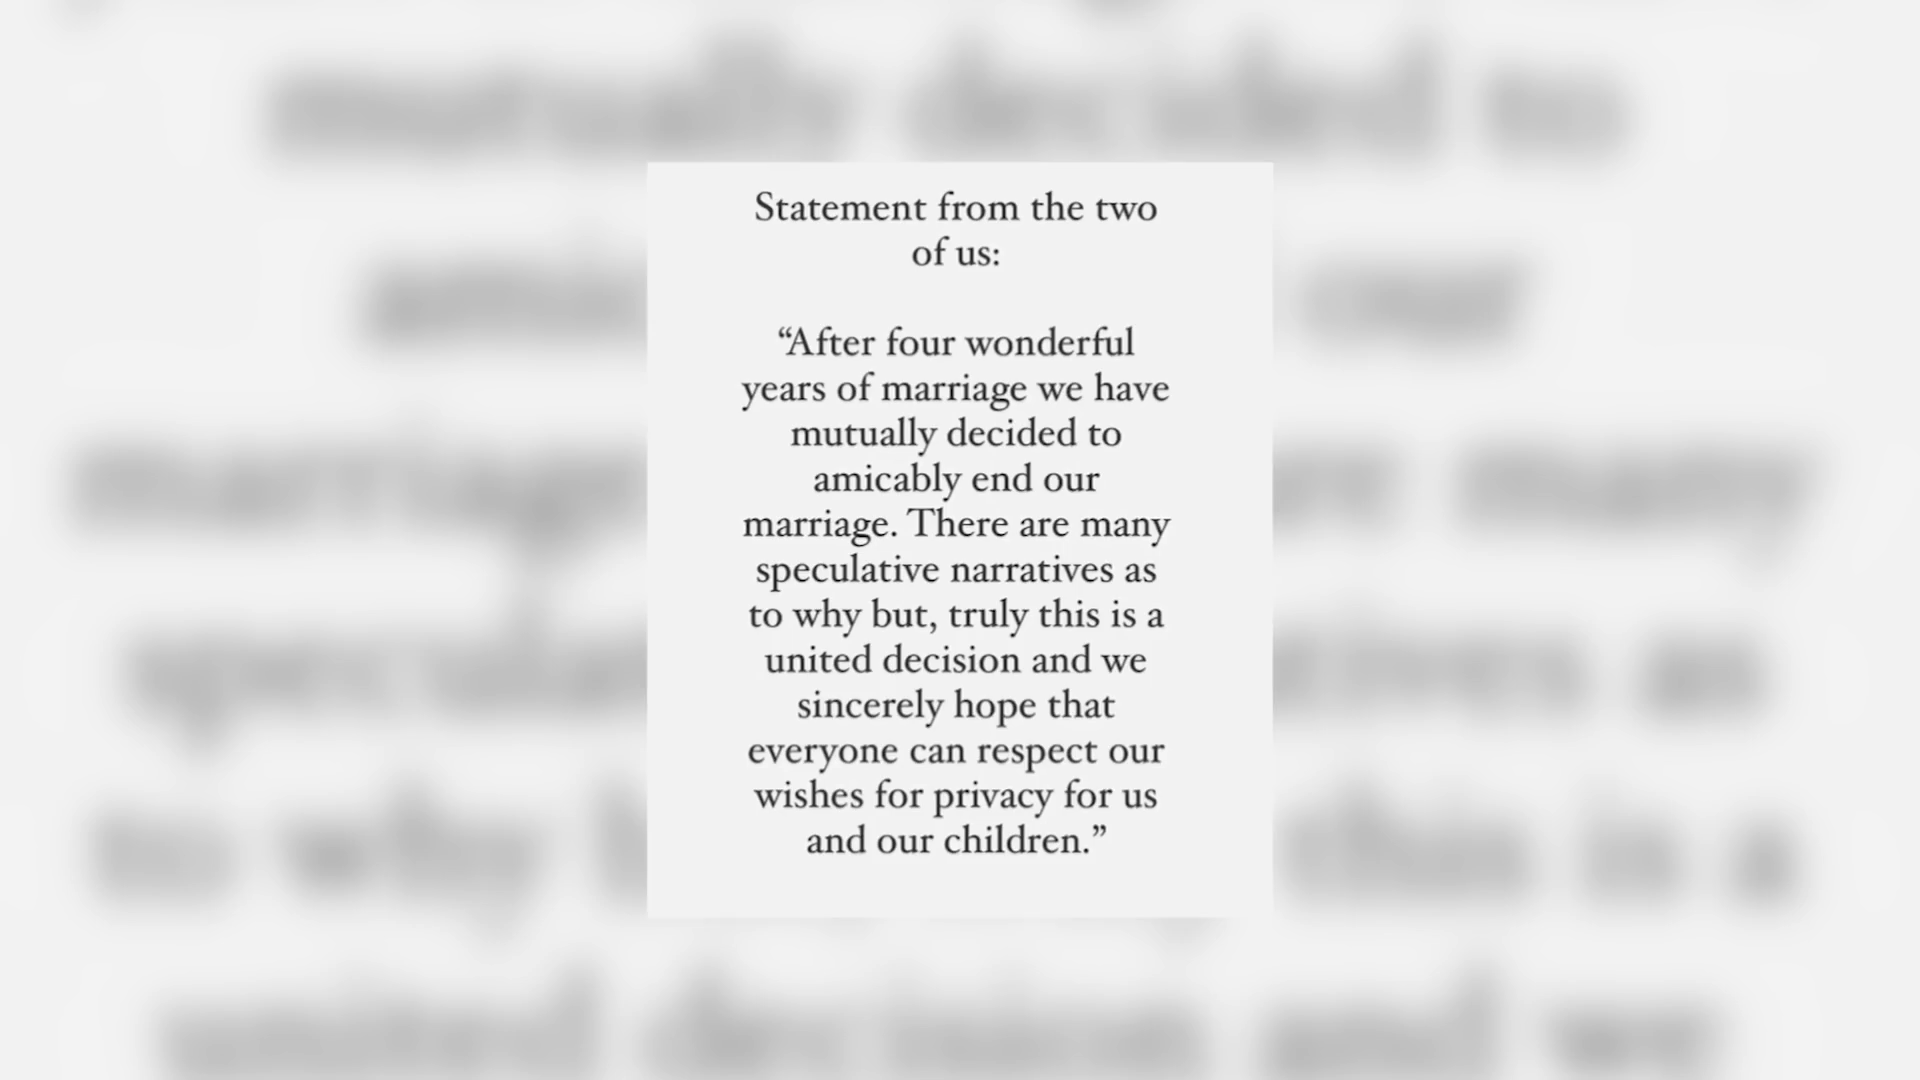 Statement from the two
of us:
“After four wonderful
years of marriage we have
mutually decided to
amicably end our
marriage. There are many
speculative narratives as
to why but, truly this is a
united decision and we
sincerely hope that
everyone can respect our
wishes for privacy for us
and our children.”